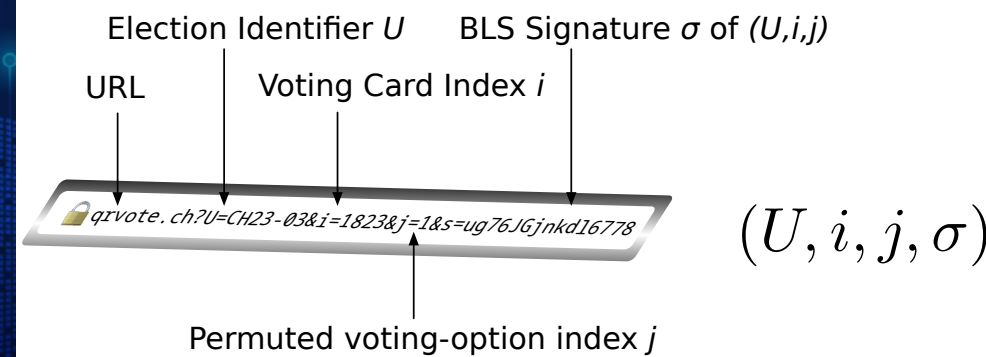 Election Identifier U
BLS Signature σ of (U,i,j)
URL
Voting Card Index i
qrvote.ch?U=CH23-03&i=1823&j=1&s=ug76JGjnkdl6778
(U, i, j, σ)
Permuted voting-option index j